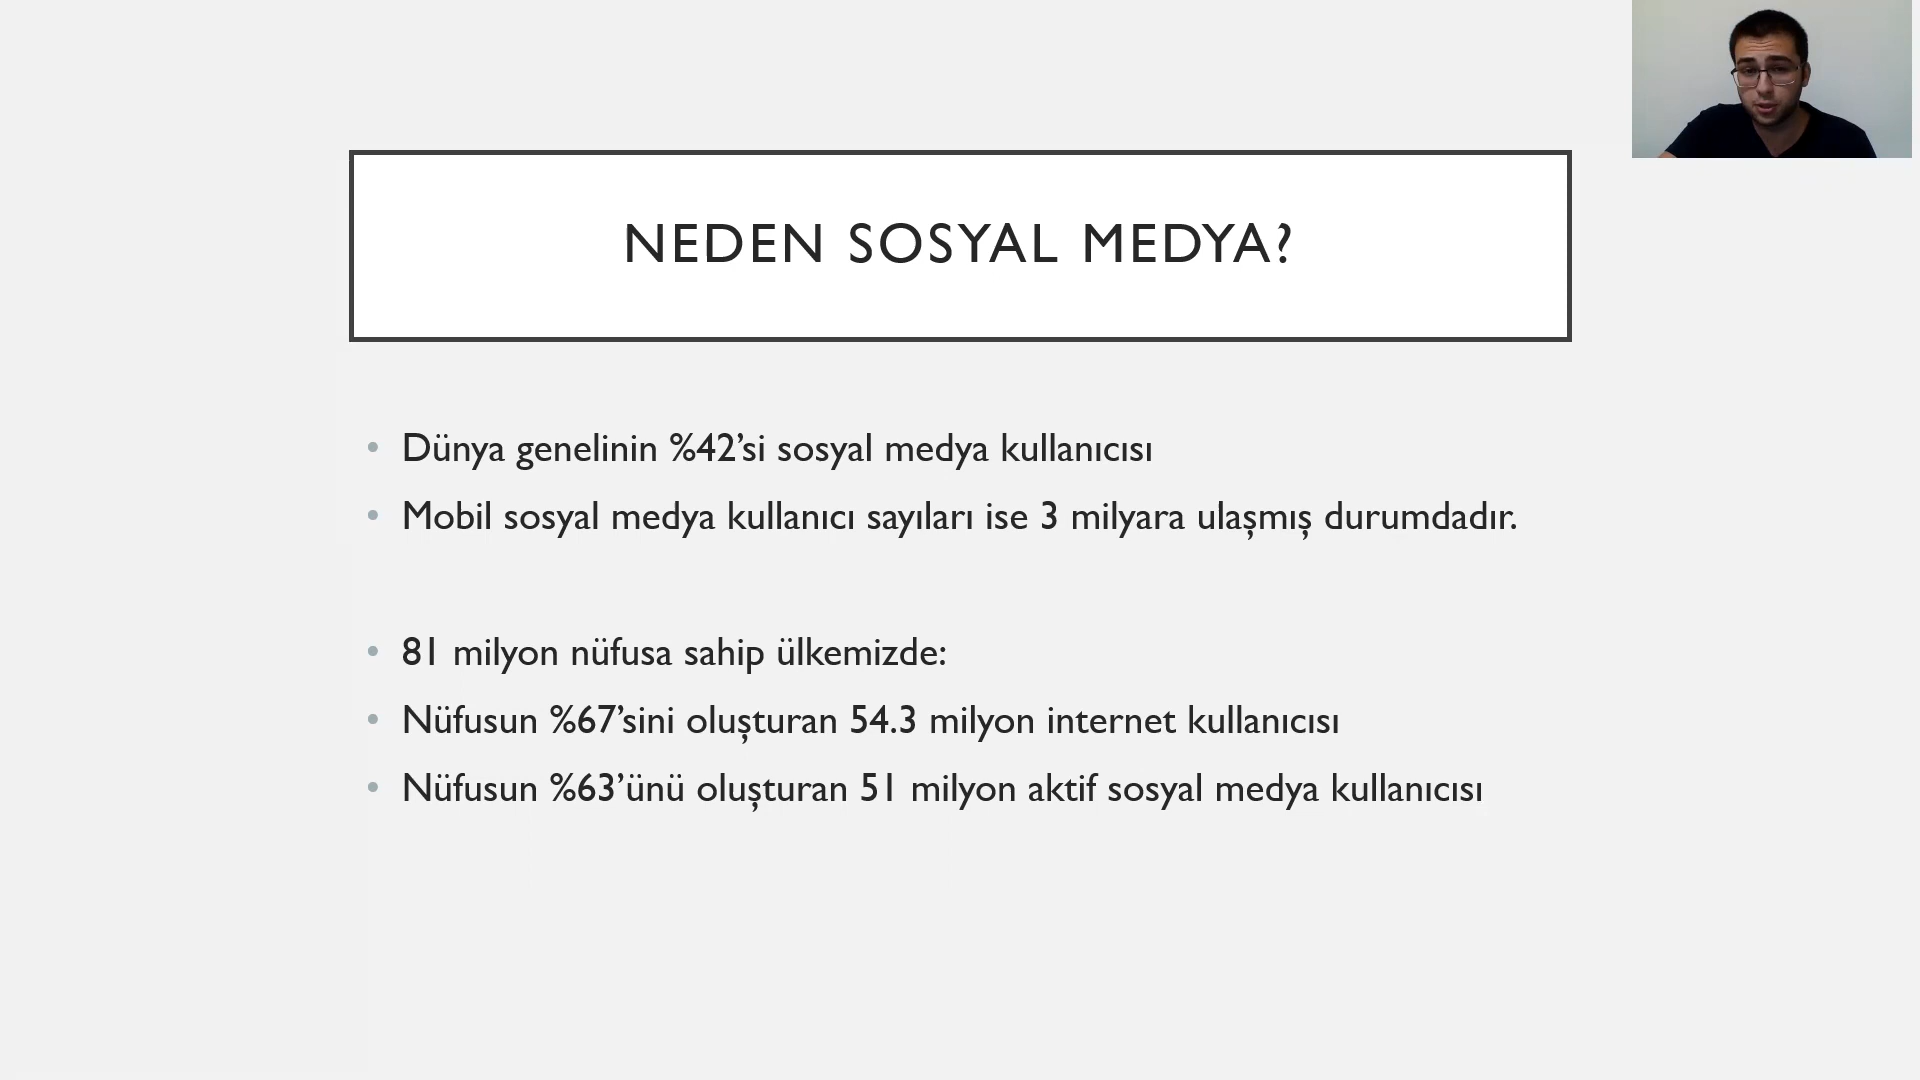 NEDEN SOSYAL MEDYA?
• Dünya genelinin %42’si sosyal medya kullanıcısı
• Mobil sosyal medya kullanıcı sayıları ise 3 milyara ulaşmış durumdadır.
• 81 milyon nüfusa sahip ülkemizde:
• Nüfusun %67’sini oluşturan 54.3 milyon internet kullanıcısı
• Nüfusun %63’ünü oluşturan 51 milyon aktif sosyal medya kullanıcısı